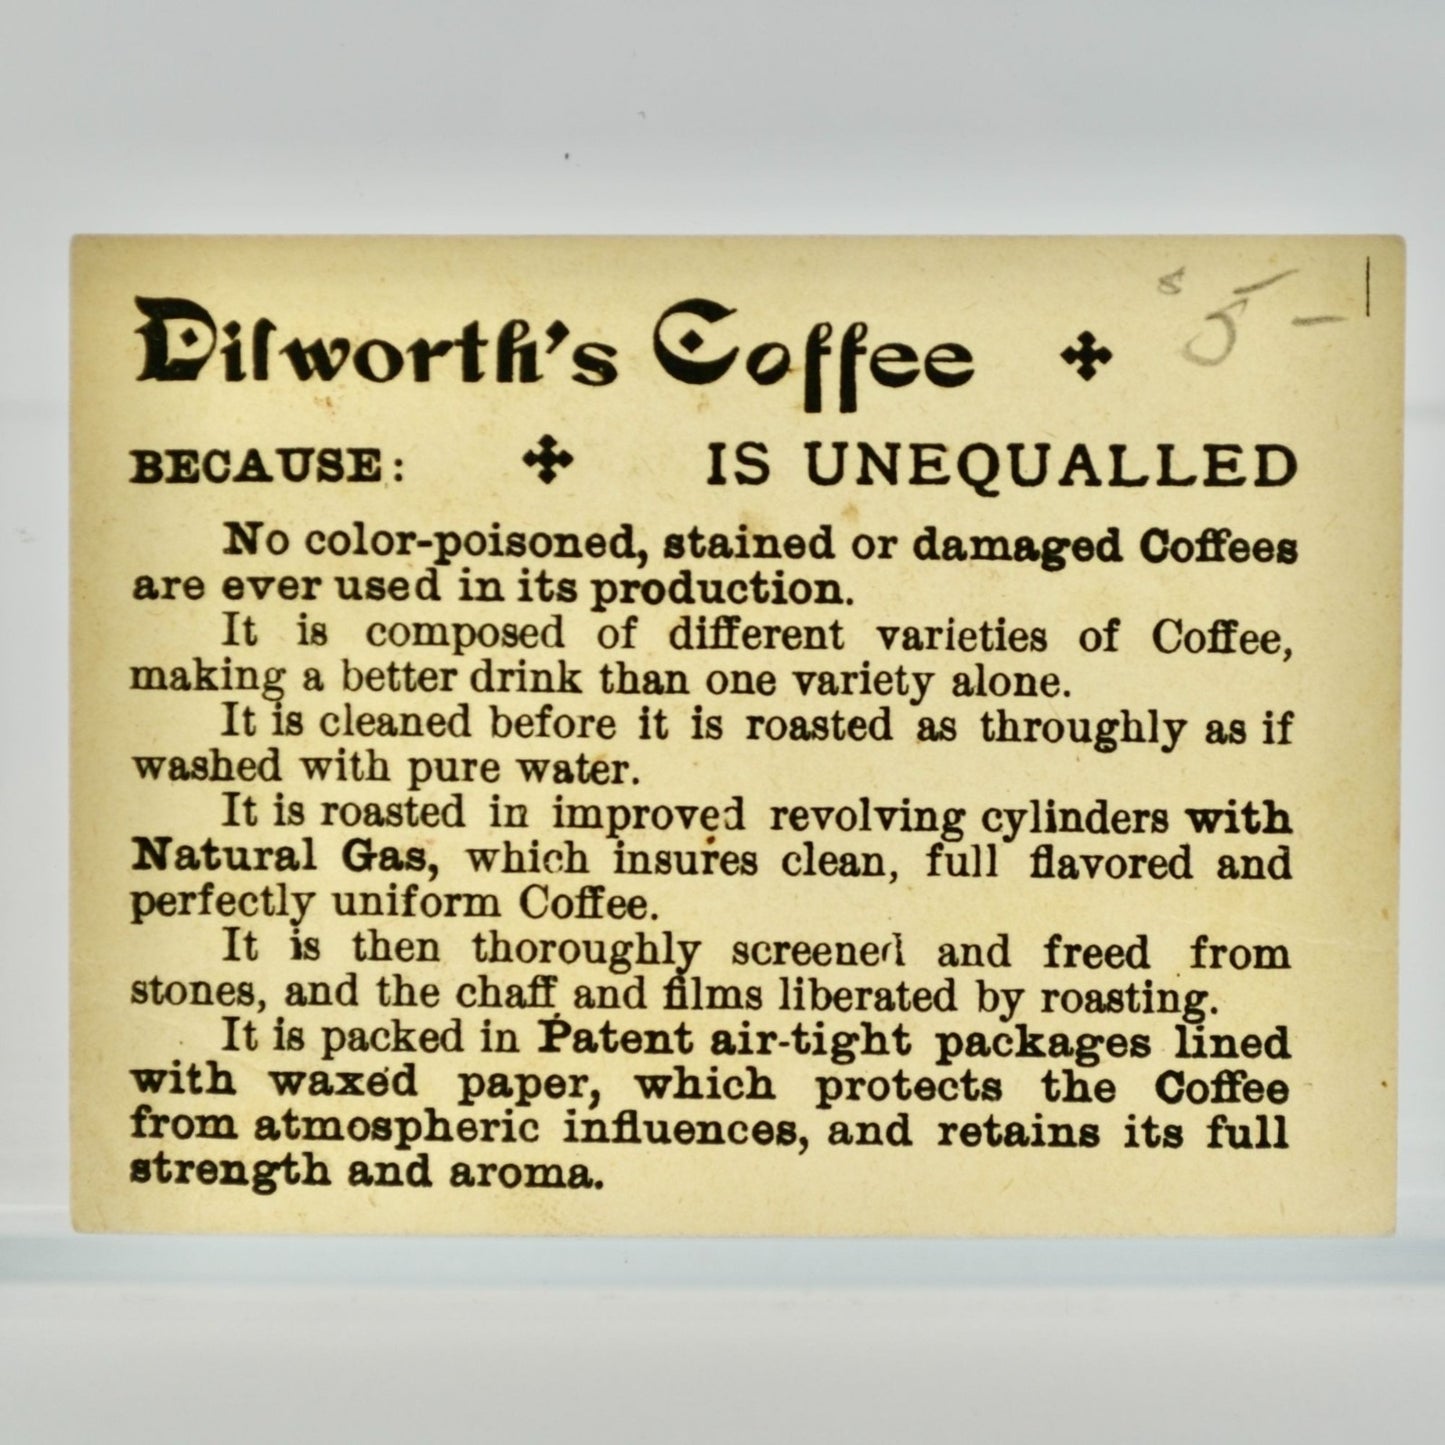 Dilworth's Coffee
BECAUSE: IS UNEQUALLED
No color-poisoned, stained or damaged Coffees
are ever used in its production.
It is composed of different varieties of Coffee,
making a better drink than one variety alone.
It is cleaned before it is roasted as throughly as if
washed with pure water.
It is roasted in improved revolving cylinders with
Natural Gas, which insures clean, full flavored and
perfectly uniform Coffee.
It is then thoroughly screened and freed from
stones, and the chaff and films liberated by roasting.
It is packed in Patent air-tight packages lined
with waxed paper, which protects the Coffee
from atmospheric influences, and retains its full
strength and aroma.